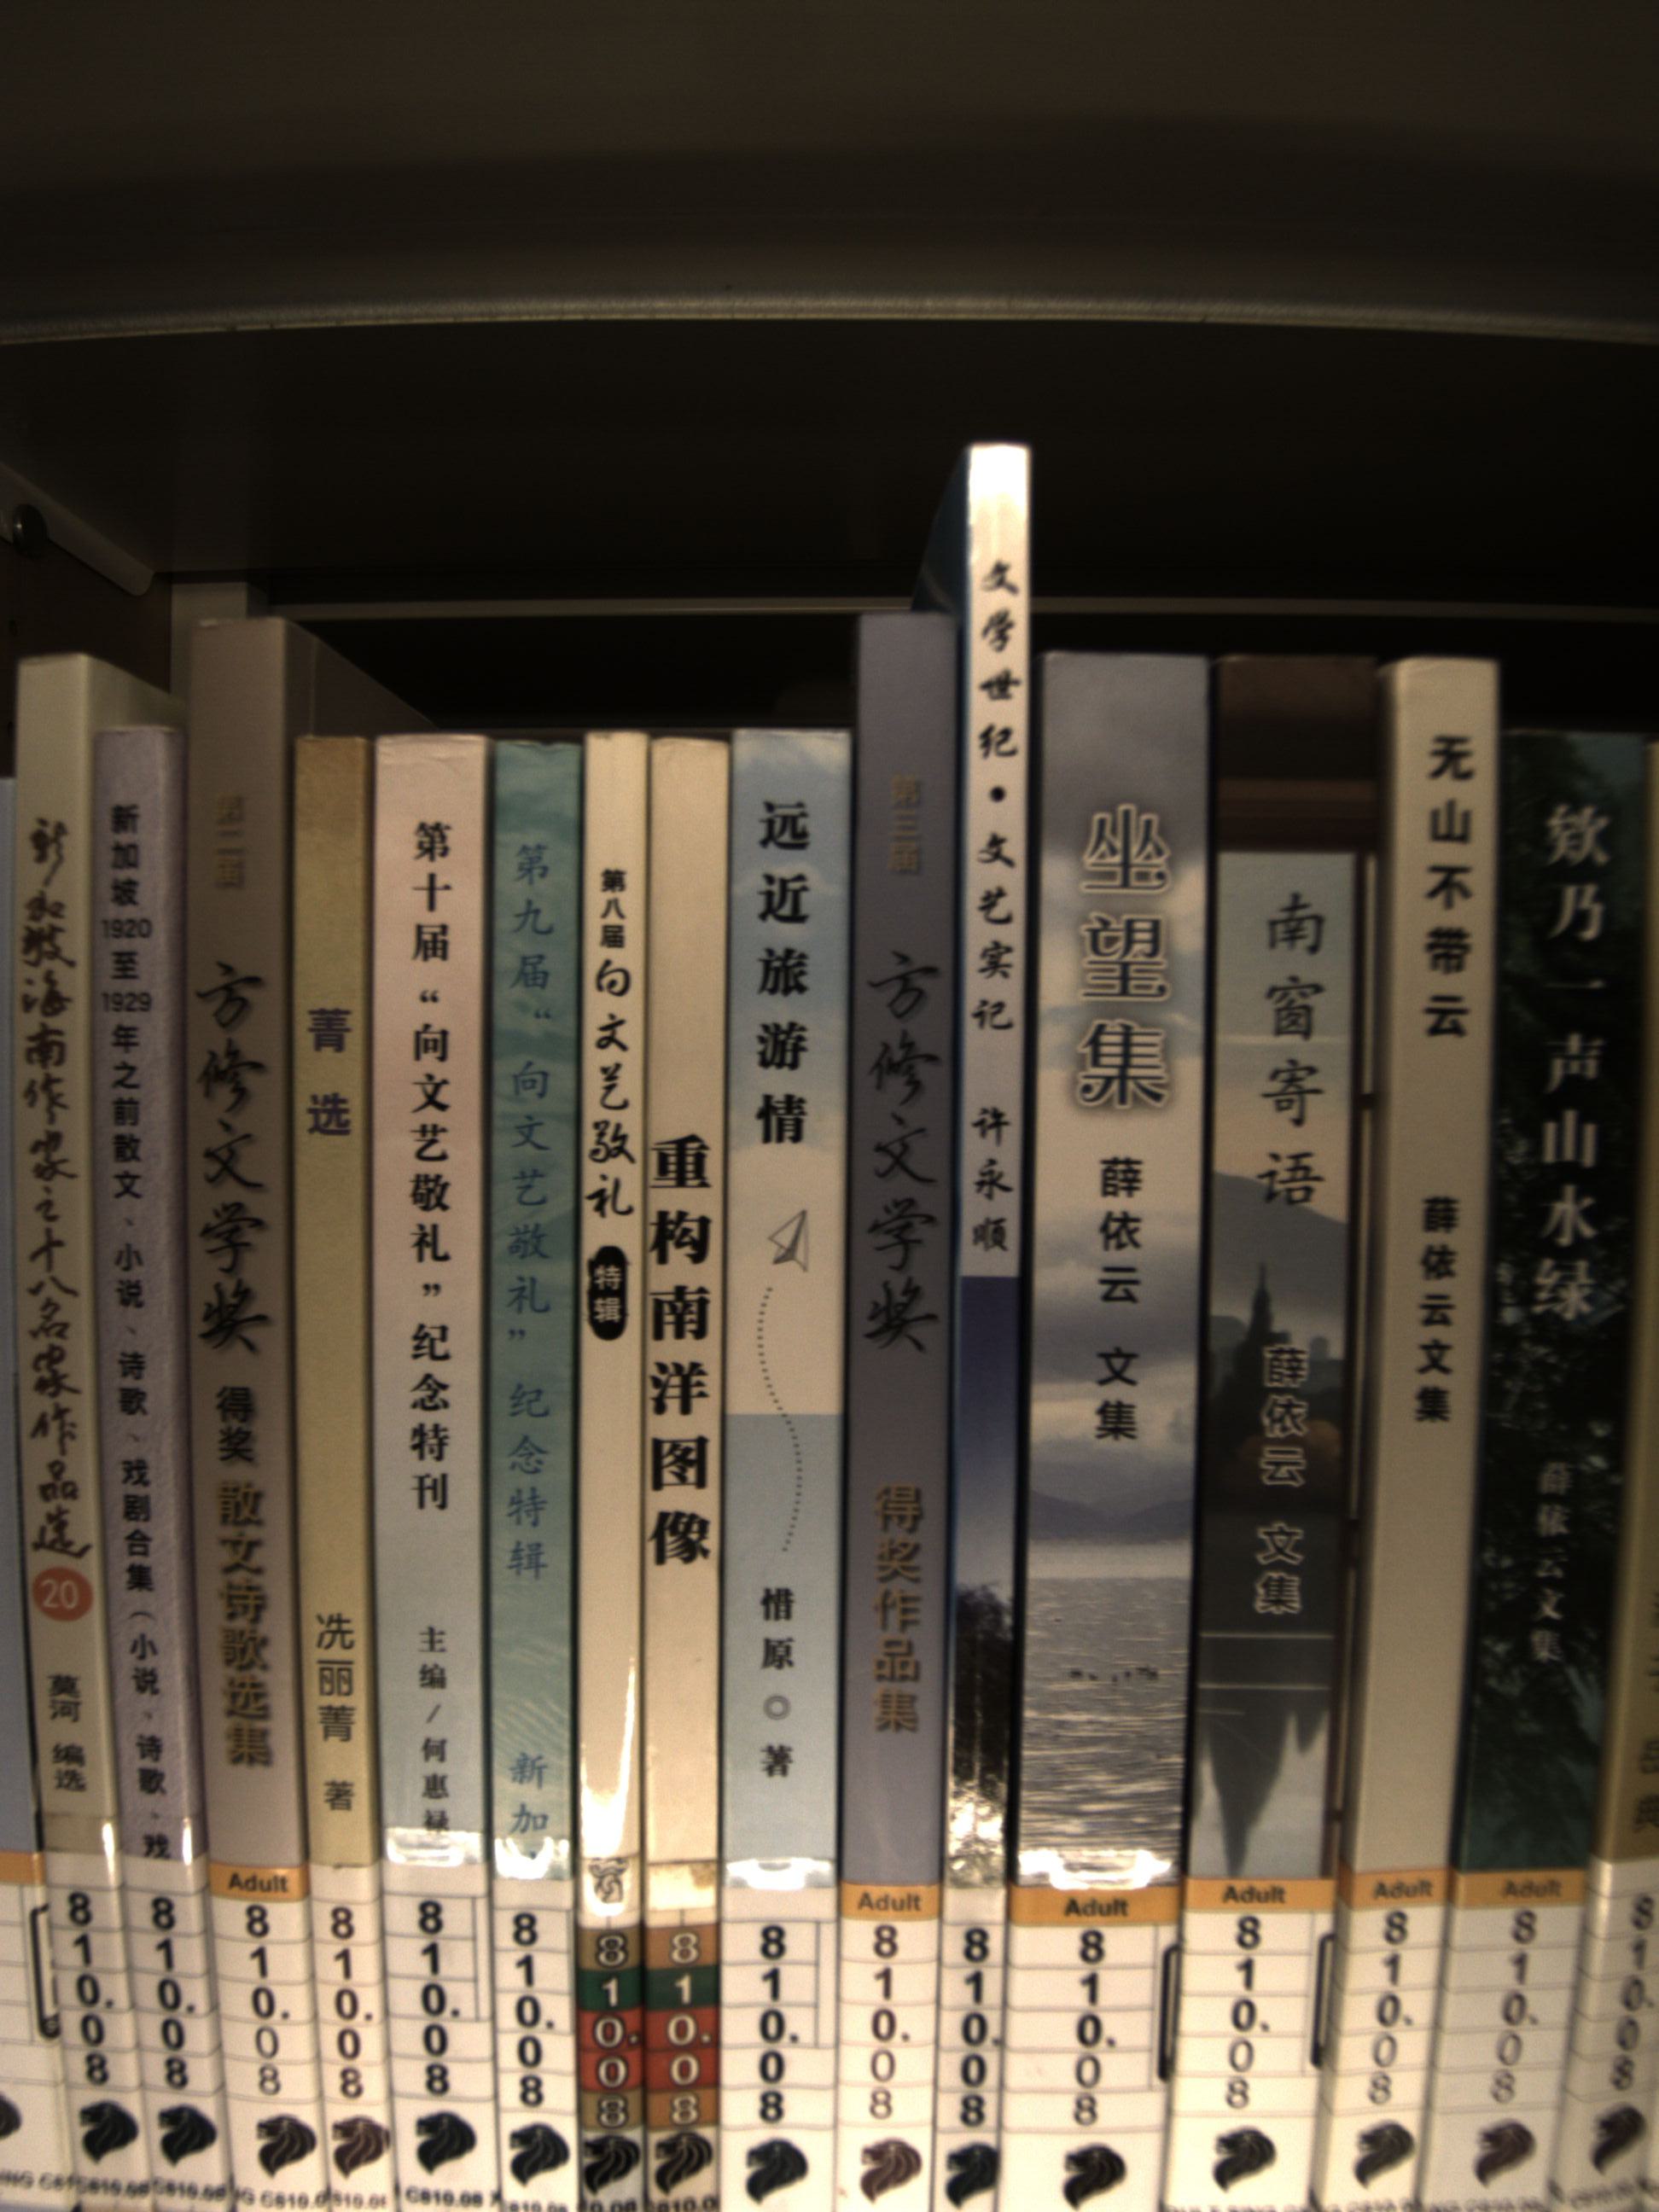 新加坡海南作家之十八名家作品选
20
莫河 编选
810.08
新加坡1920至1929年之前散文、小说、诗歌、戏剧合集（小说、诗歌、戏
810.08
第二届
方修文学奖
得奖
散文诗歌选集
Adult
810.08
菁选
冼丽菁 著
810.08
第十届“向文艺敬礼”纪念特刊
主编/何惠禄
810.08
第九届“向文艺敬礼”纪念特辑
新加
810.08
第八届向文艺敬礼
特辑
810.08
重构南洋图像
810.08
远近旅游情
惜原◎著
810.08
第三届
方修文学奖
得奖作品集
Adult
810.08
文学世纪•文艺实记
许永顺
810.08
坐望集
薛依云 文集
Adult
810.08
南窗寄语
薛依云 文集
Adult
810.08
无山不带云
薛依云文集
Adult
810.08
欸乃一声山水绿
薛依云文集
Adult
810.08
810.08